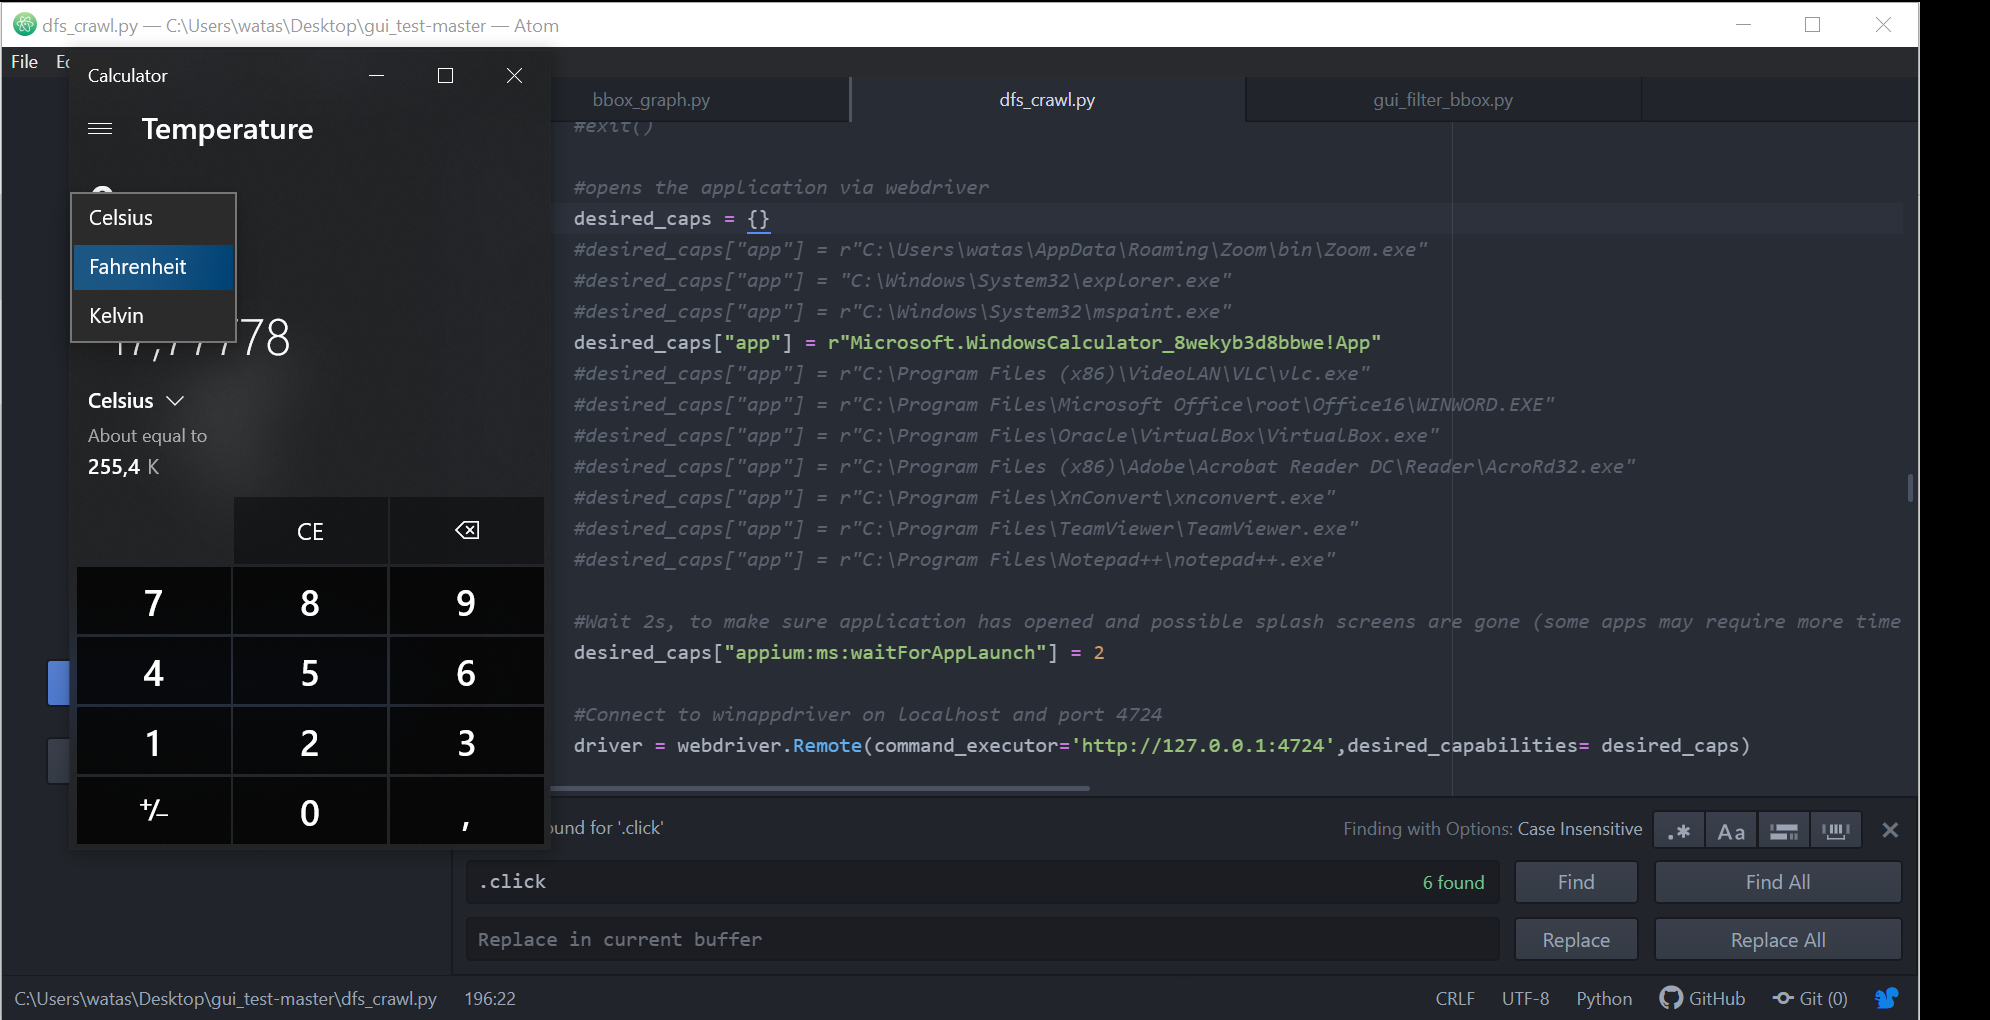 dfs_crawl.py — C:\Users\watas\Desktop\gui_test-master — Atom
File
Calculator
Temperature
Celsius
Fahrenheit
Kelvin
Celsius
About equal to
255,4 K
CE
7 8 9
4 5 6
1 2 3
+/− 0 ,
bbox_graph.py
dfs_crawl.py
gui_filter_bbox.py
#exit()
#opens the application via webdriver
desired_caps = {}
#desired_caps["app"] = r"C:\Users\watas\AppData\Roaming\Zoom\bin\Zoom.exe"
#desired_caps["app"] = "C:\Windows\System32\explorer.exe"
#desired_caps["app"] = r"C:\Windows\System32\mspaint.exe"
desired_caps["app"] = r"Microsoft.WindowsCalculator_8wekyb3d8bbwe!App"
#desired_caps["app"] = r"C:\Program Files (x86)\VideoLAN\VLC\vlc.exe"
#desired_caps["app"] = r"C:\Program Files\Microsoft Office\root\Office16\WINWORD.EXE"
#desired_caps["app"] = r"C:\Program Files\Oracle\VirtualBox\VirtualBox.exe"
#desired_caps["app"] = r"C:\Program Files (x86)\Adobe\Acrobat Reader DC\Reader\AcroRd32.exe"
#desired_caps["app"] = r"C:\Program Files\XnConvert\xnconvert.exe"
#desired_caps["app"] = r"C:\Program Files\TeamViewer\TeamViewer.exe"
#desired_caps["app"] = r"C:\Program Files\Notepad++\notepad++.exe"
#Wait 2s, to make sure application has opened and possible splash screens are gone (some apps may require more time
desired_caps["appium:ms:waitForAppLaunch"] = 2
#Connect to winappdriver on localhost and port 4724
driver = webdriver.Remote(command_executor='http://127.0.0.1:4724',desired_capabilities= desired_caps)
for '.click'
Finding with Options: Case Insensitive
.* Aa
.click
6 found
Find
Find All
Replace in current buffer
Replace
Replace All
C:\Users\watas\Desktop\gui_test-master\dfs_crawl.py 196:22
CRLF UTF-8 Python GitHub Git (0)